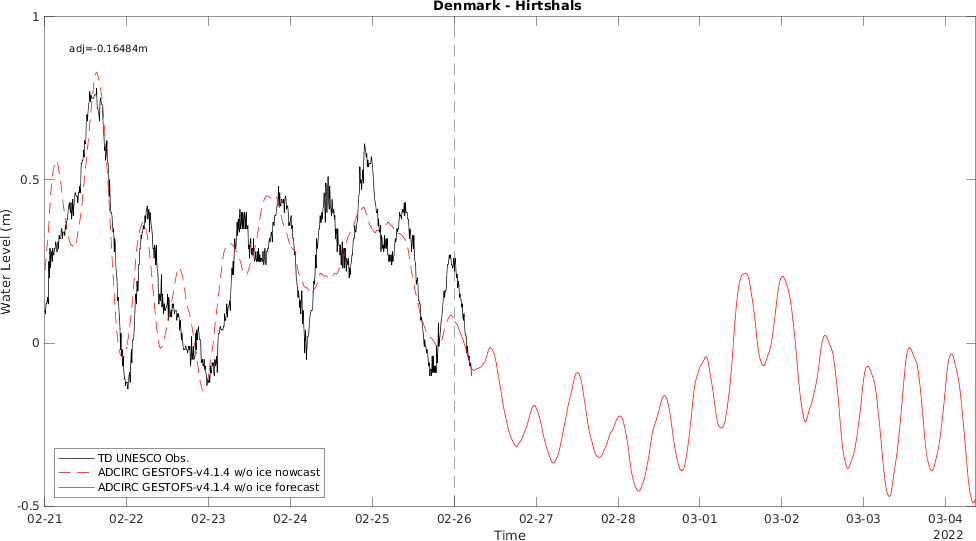 Denmark - Hirtshals
adj=-0.16484m
1
0.5
0
-0.5
Water Level (m)
TD UNESCO Obs.
ADCIRC GESTOFS-v4.1.4 w/o ice nowcast
ADCIRC GESTOFS-v4.1.4 w/o ice forecast
02-21 02-22 02-23 02-24 02-25 02-26 02-27 02-28 03-01 03-02 03-03 03-04
Time
2022